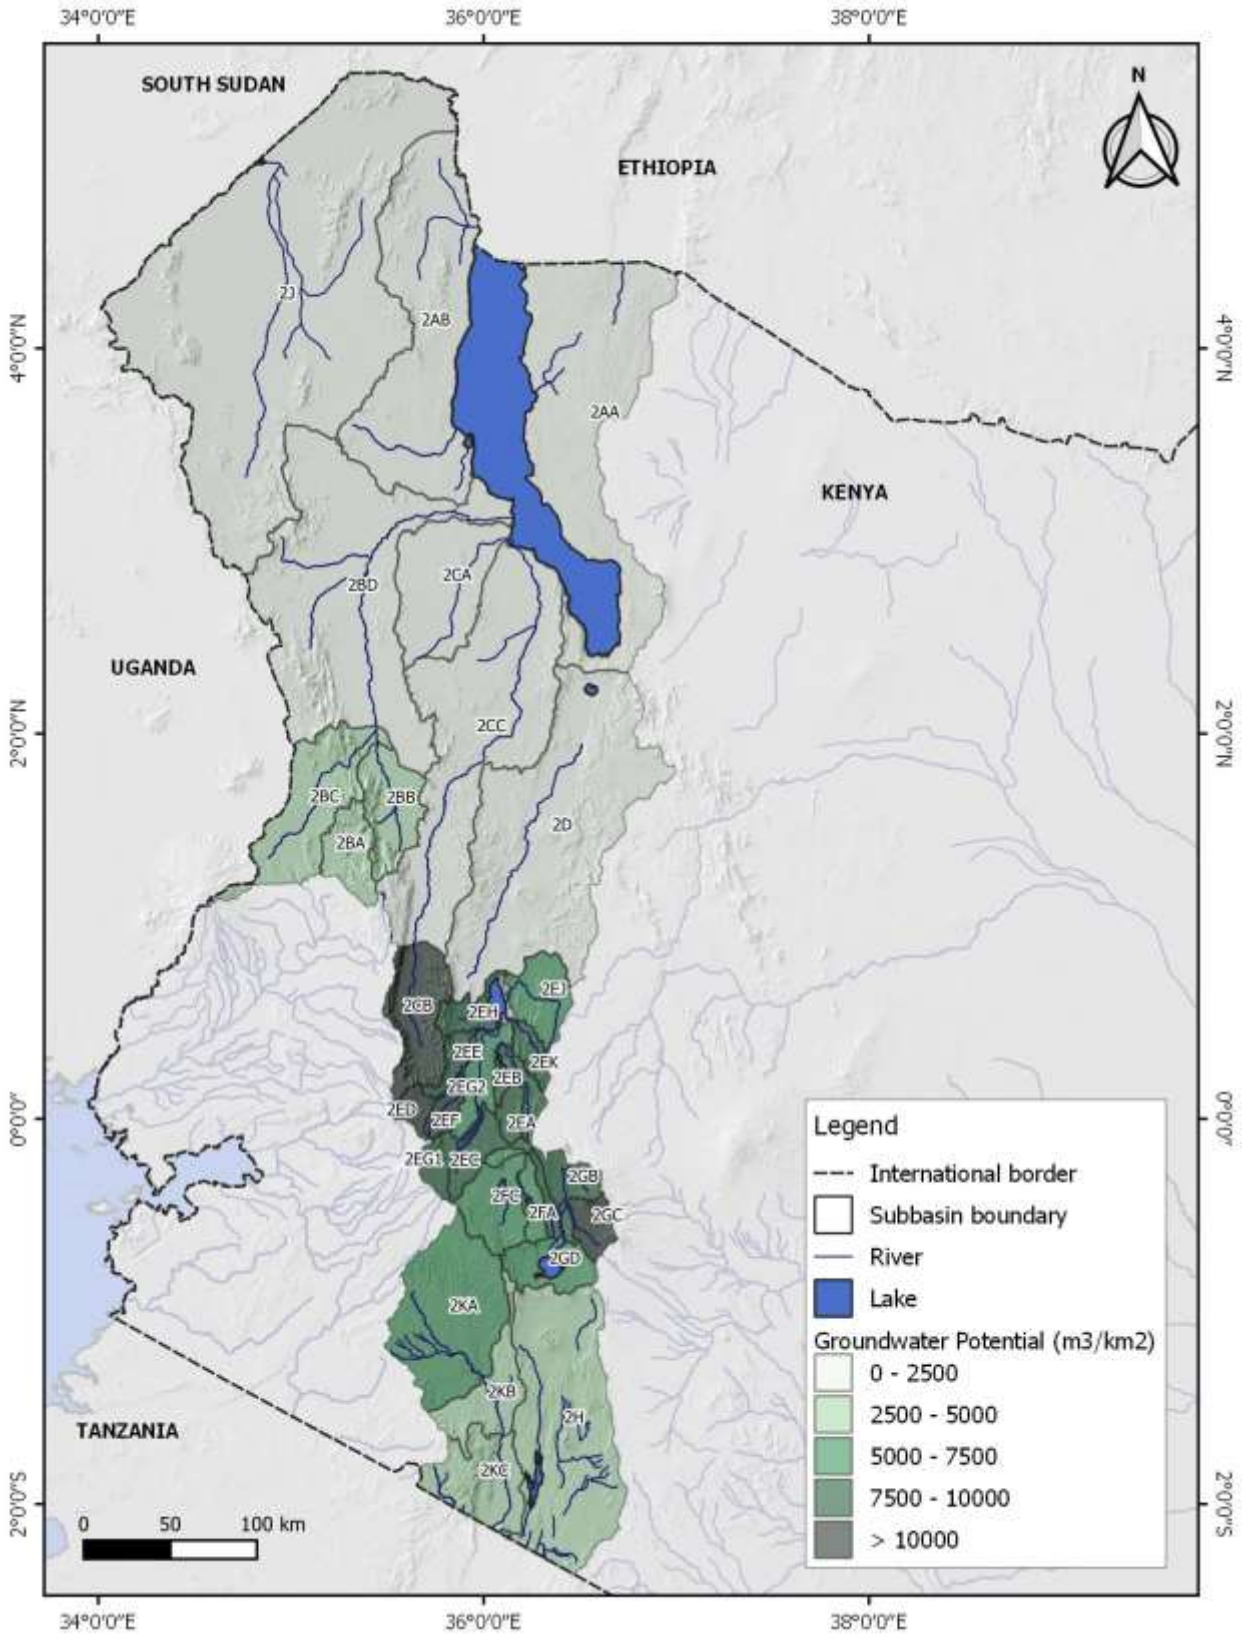 34°0'0"E 36°0'0"E 38°0'0"E
SOUTH SUDAN
N
ETHIOPIA
2J
2AB
4°0'0"N
4°0'0"N
2AA
KENYA
2CA
2BD
UGANDA
2CC
2°0'0"N
2°0'0"N
2BC
2BB
2D
2BA
2EJ
2CB
2EH
2EE
2EK
2EB
2EG2
2ED
2EF
2EA
0°0'0"
0°0'0"
2EG1
2EC
2GB
2FC
2FA
2GC
2GD
2KA
2KB
2H
TANZANIA
2KC
2°0'0"S
2°0'0"S
Legend
International border
Subbasin boundary
River
Lake
Groundwater Potential (m3/km2)
0 - 2500
2500 - 5000
5000 - 7500
7500 - 10000
> 10000
0 50 100 km
34°0'0"E 36°0'0"E 38°0'0"E